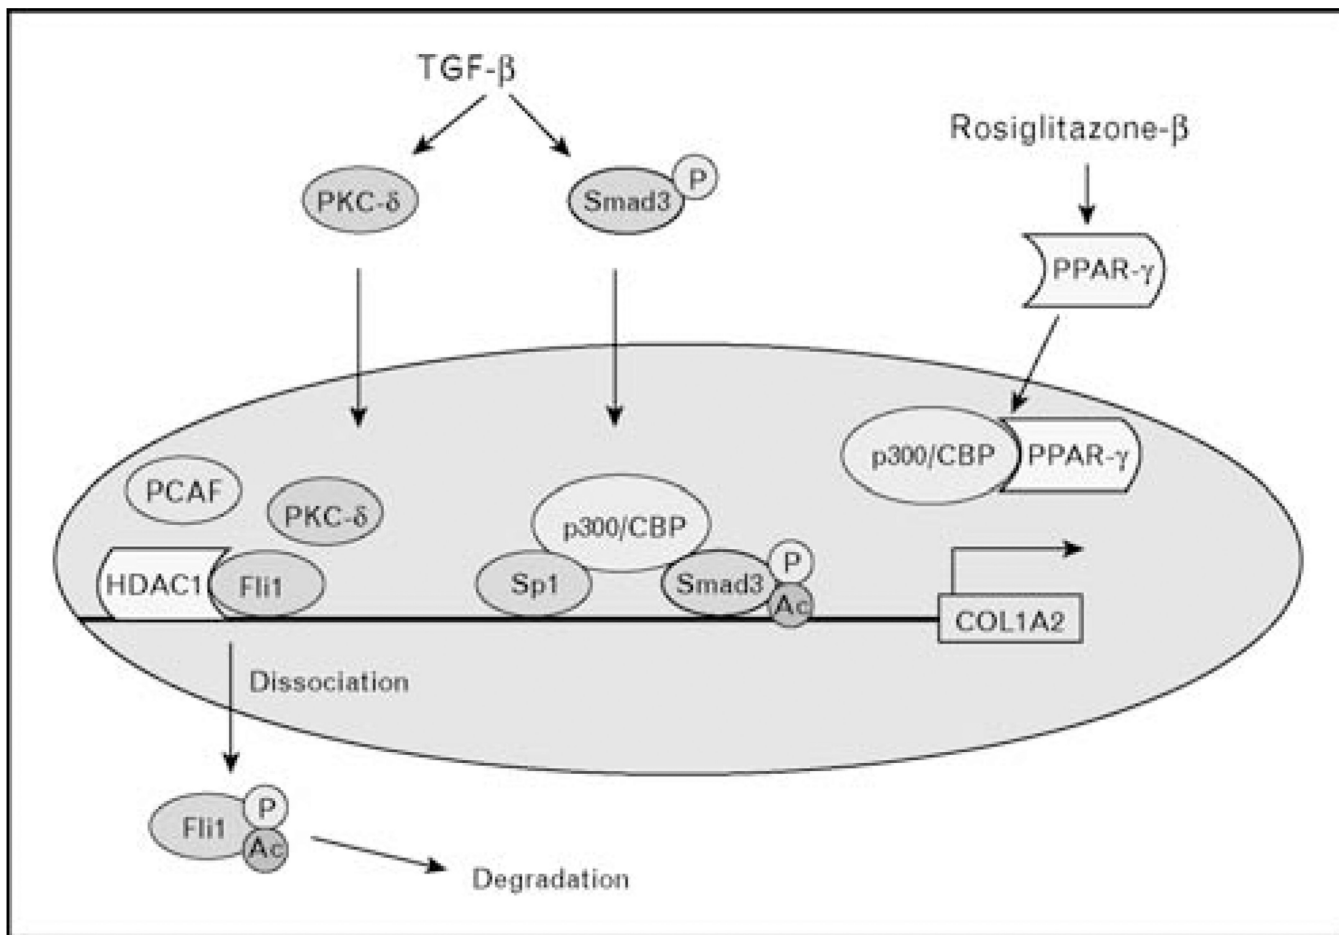 TGF-β
Rosiglitazone-β
PKC-δ
Smad3
P
PPAR-γ
p300/CBP
PPAR-γ
PCAF
PKC-δ
p300/CBP
HDAC1
Fli1
Sp1
Smad3
P
Ac
COL1A2
Dissociation
Fli1
P
Ac
Degradation